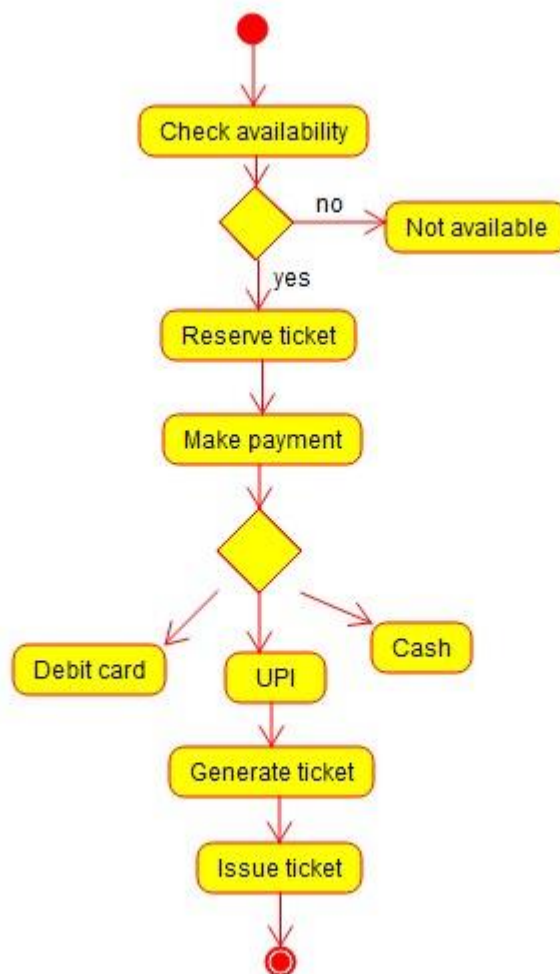 Check availability
no
Not available
yes
Reserve ticket
Make payment
Debit card
UPI
Cash
Generate ticket
Issue ticket